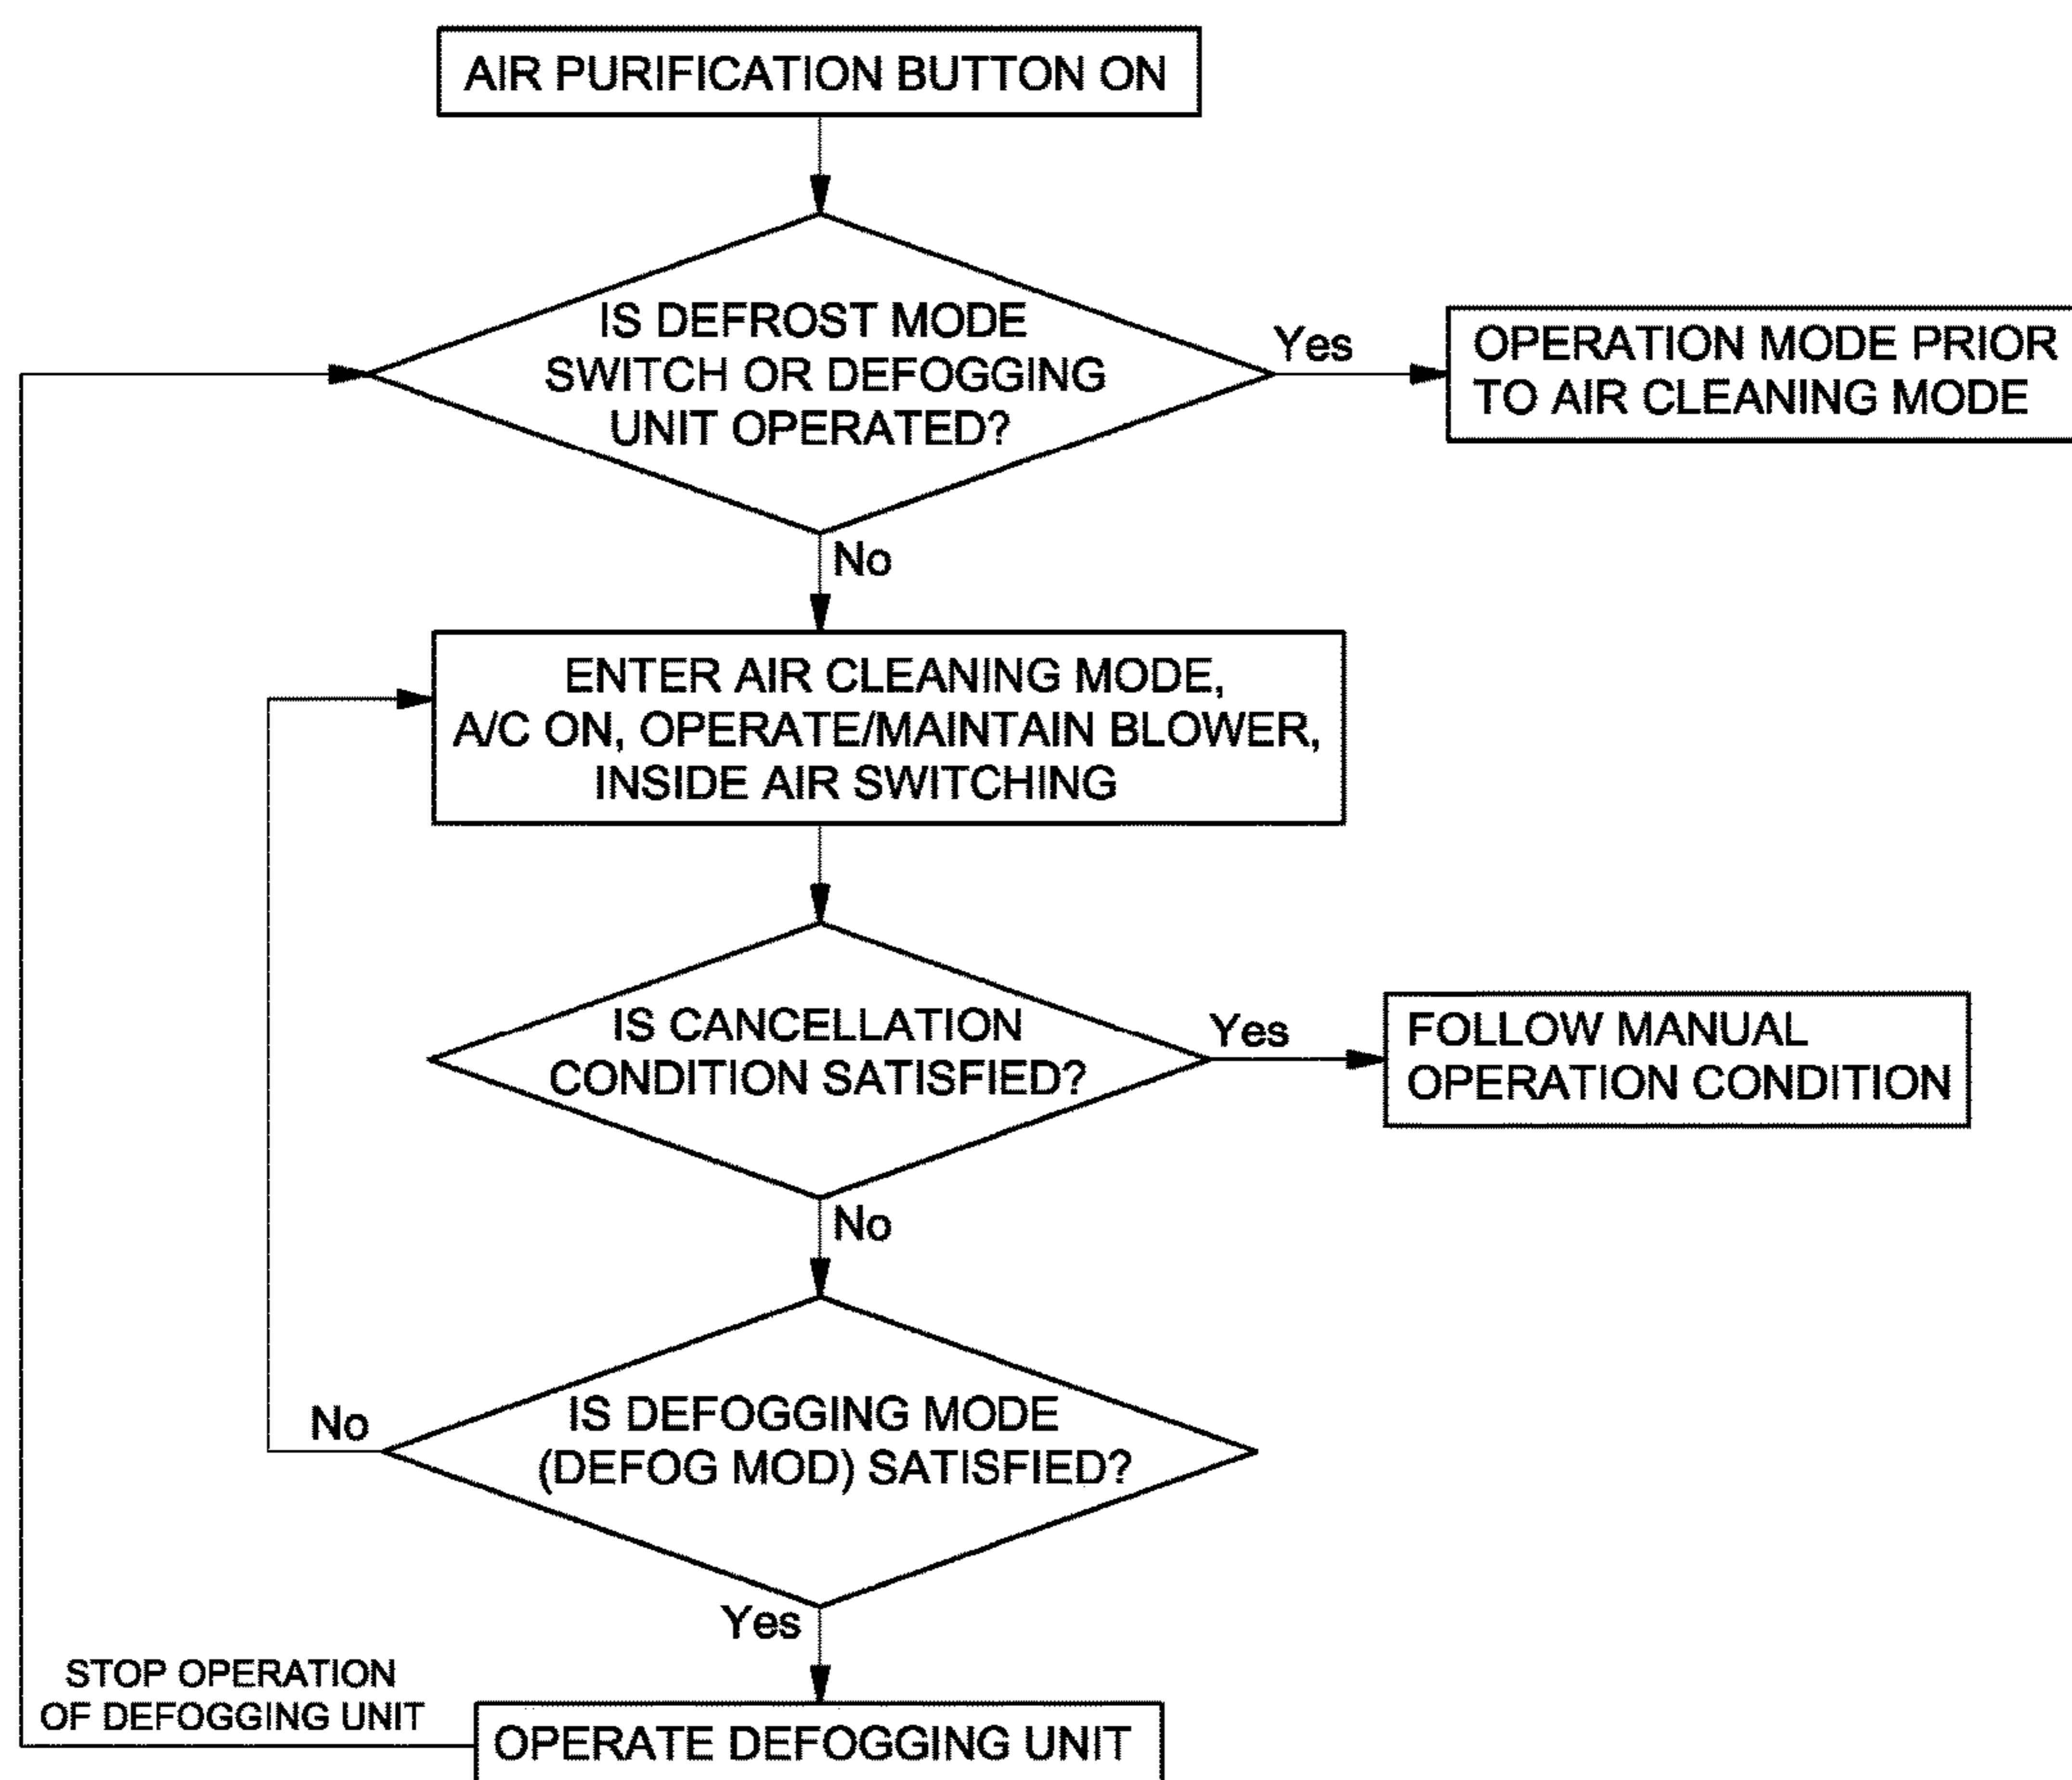 AIR PURIFICATION BUTTON ON
IS DEFROST MODE
SWITCH OR DEFOGGING
UNIT OPERATED?
Yes
OPERATION MODE PRIOR
TO AIR CLEANING MODE
No
ENTER AIR CLEANING MODE,
A/C ON, OPERATE/MAINTAIN BLOWER,
INSIDE AIR SWITCHING
IS CANCELLATION
CONDITION SATISFIED?
Yes
FOLLOW MANUAL
OPERATION CONDITION
No
IS DEFOGGING MODE
(DEFOG MOD) SATISFIED?
No
Yes
STOP OPERATION
OF DEFOGGING UNIT
OPERATE DEFOGGING UNIT